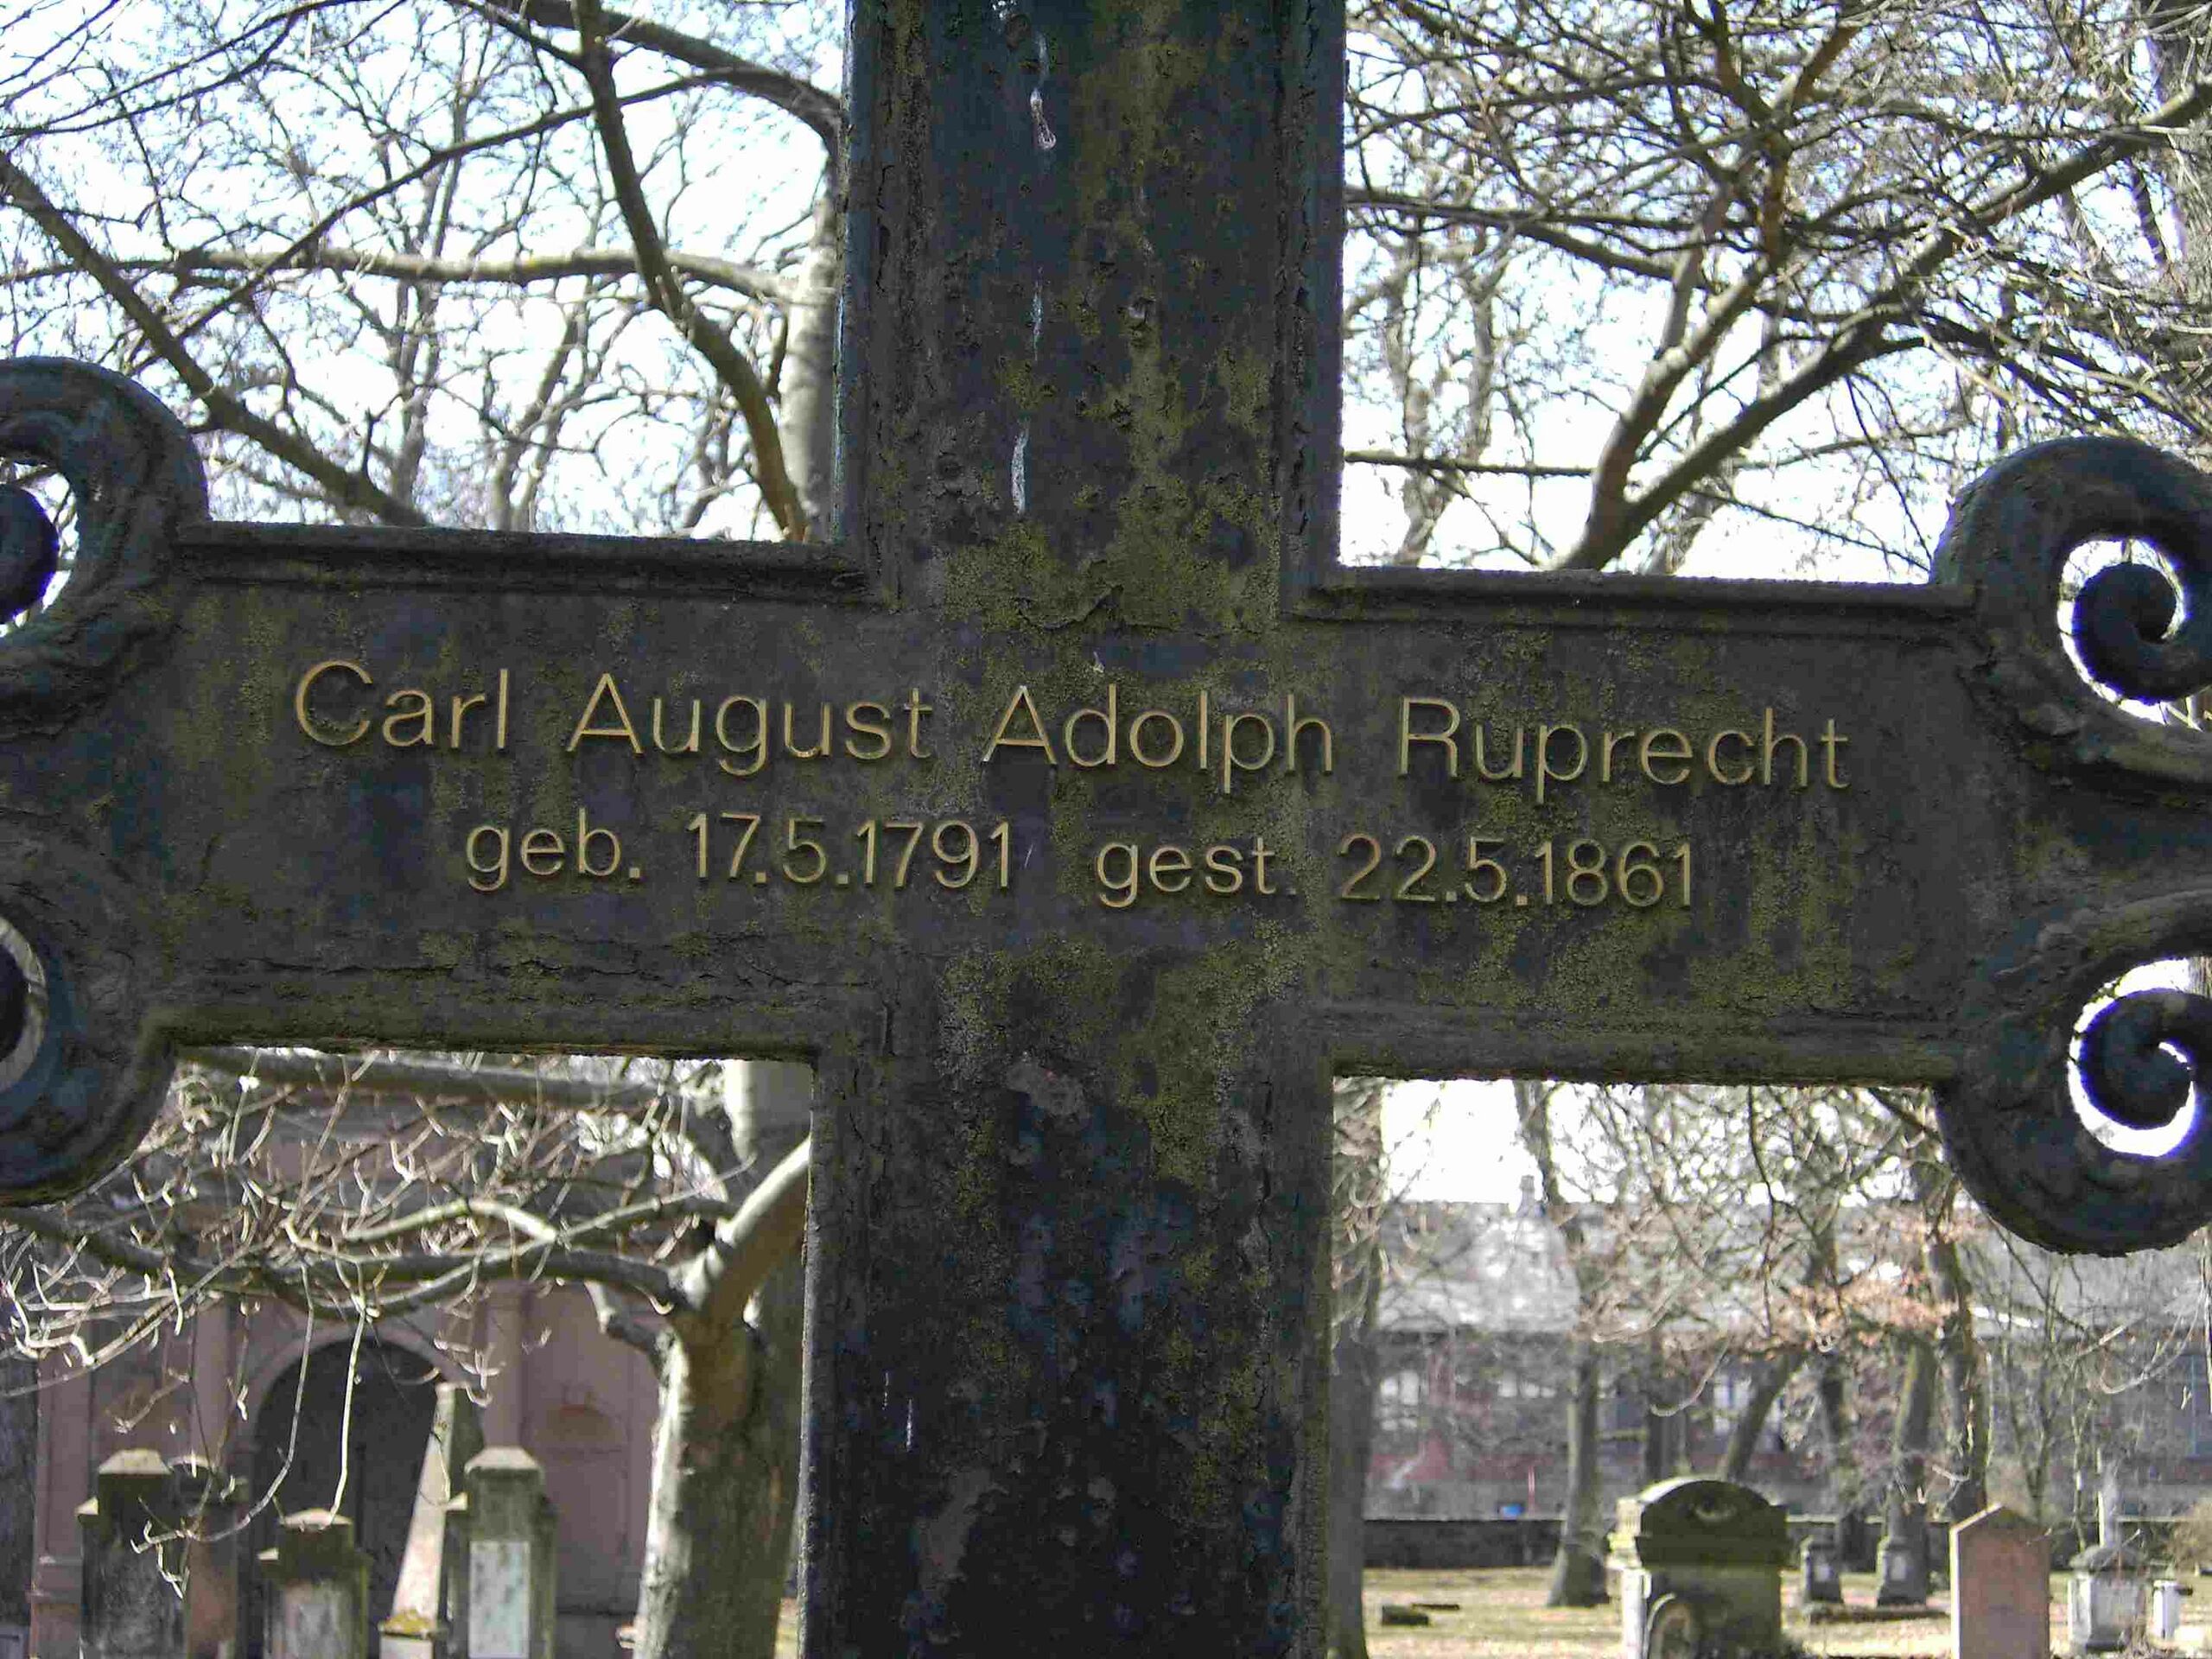 Carl August Adolph Ruprecht
geb. 17.5.1791 gest. 22.5.1861